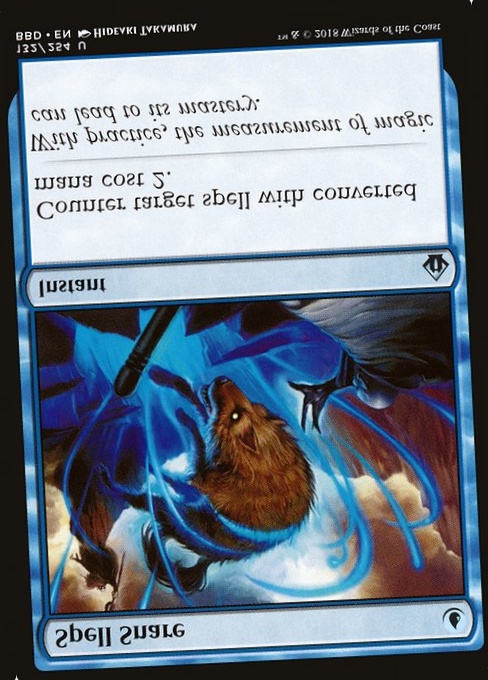 Spell Snare
Instant
Counter target spell with converted
mana cost 2.
With practice, the measurement of magic
can lead to its mastery.
132/254 U
BBD • EN Hideaki Takamura
™ & © 2018 Wizards of the Coast